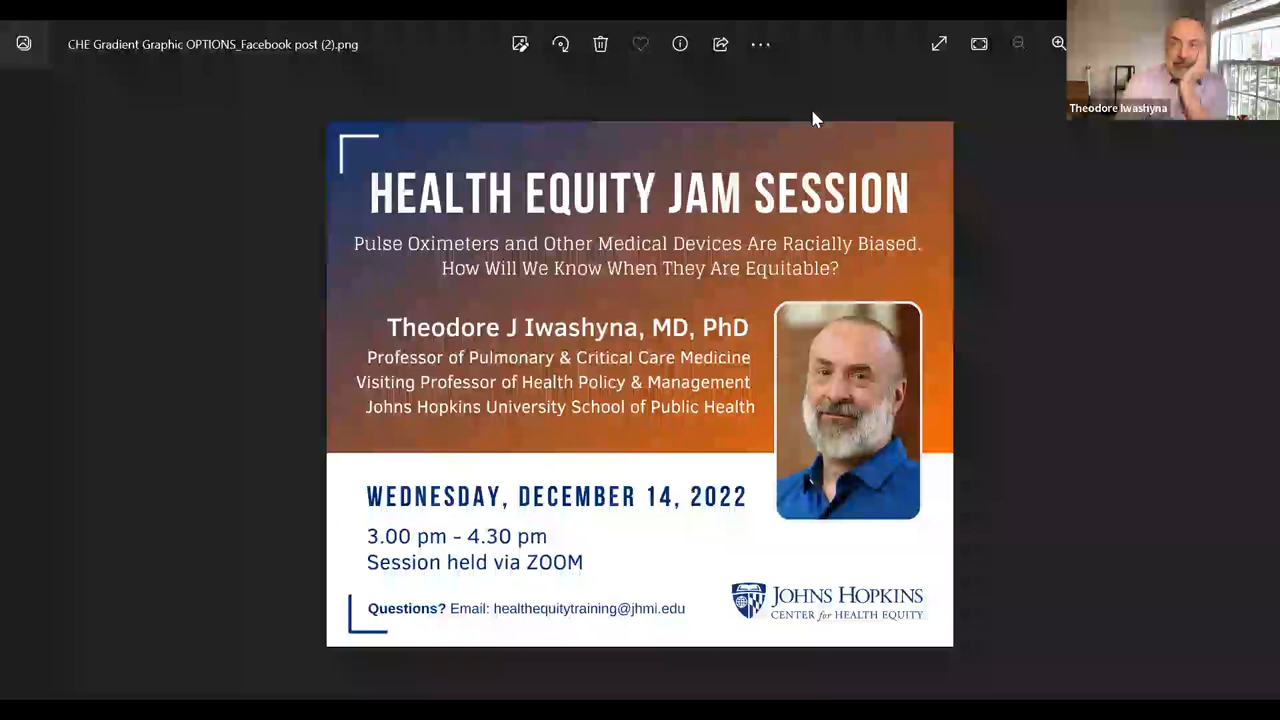 CHE Gradient Graphic OPTIONS_Facebook post (2).png
Theodore Iwashyna
HEALTH EQUITY JAM SESSION
Pulse Oximeters and Other Medical Devices Are Racially Biased.
How Will We Know When They Are Equitable?
Theodore J Iwashyna, MD, PhD
Professor of Pulmonary & Critical Care Medicine
Visiting Professor of Health Policy & Management
Johns Hopkins University School of Public Health
WEDNESDAY, DECEMBER 14, 2022
3.00 pm - 4.30 pm
Session held via ZOOM
Questions? Email: healthequitytraining@jhmi.edu
JOHNS HOPKINS
CENTER for HEALTH EQUITY